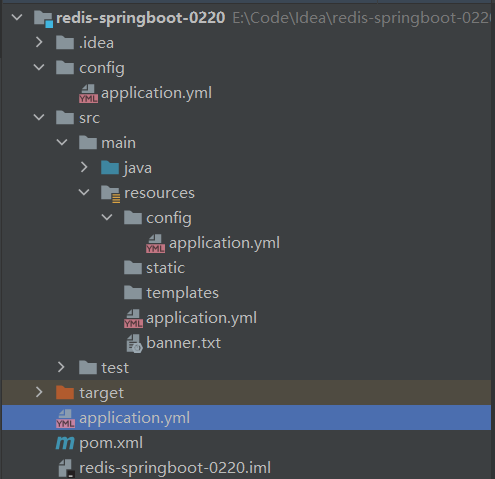 redis-springboot-0220 E:\Code\Idea\redis-springboot-0220
.idea
config
application.yml
src
main
java
resources
config
application.yml
static
templates
application.yml
banner.txt
test
target
application.yml
pom.xml
redis-springboot-0220.iml